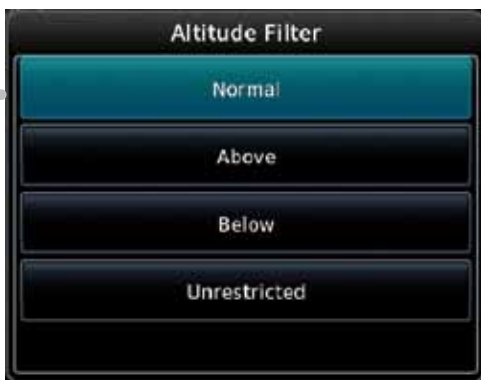 Altitude Filter
Normal
Above
Below
Unrestricted